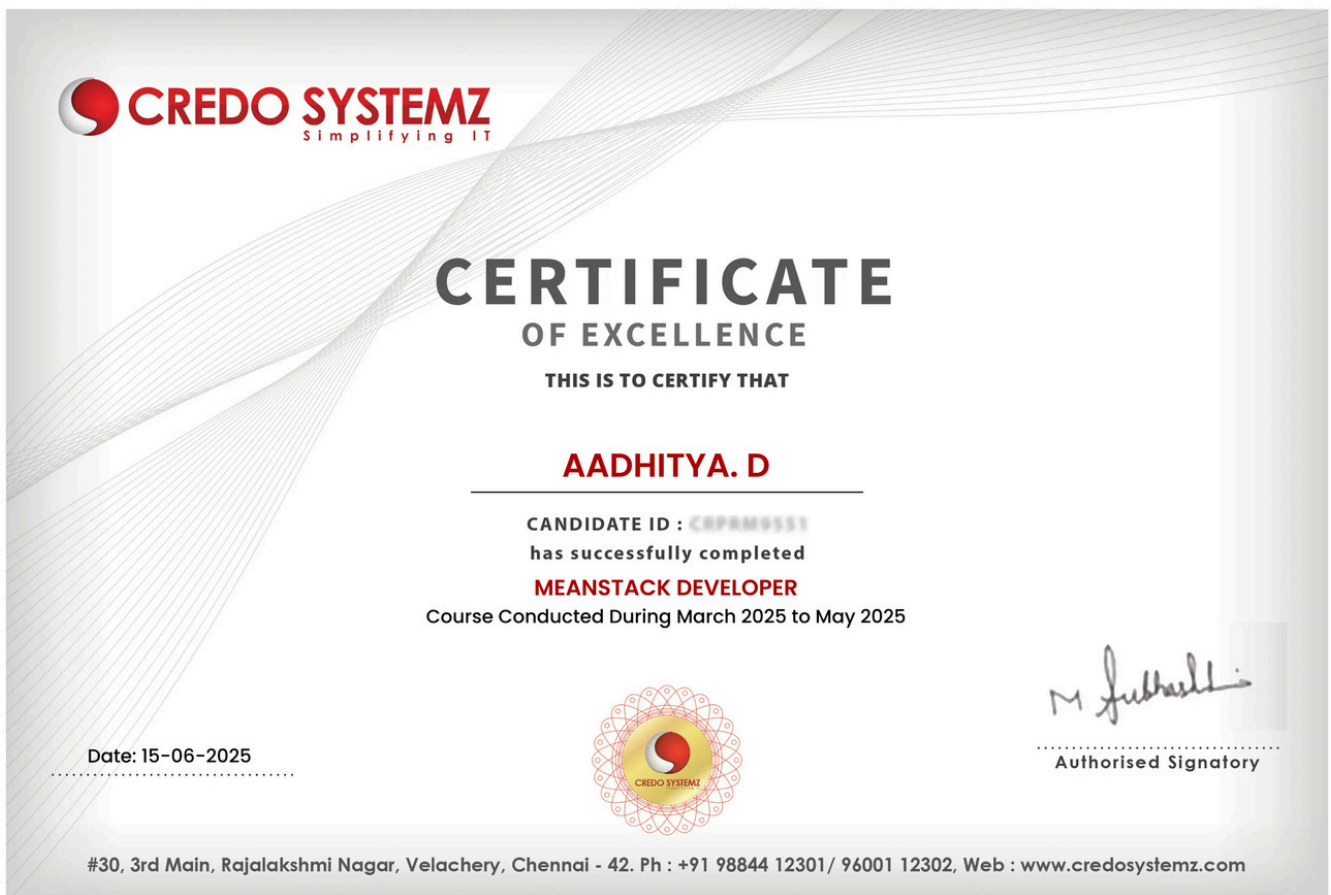 CREDO SYSTEMZ
Simplifying IT
CERTIFICATE
OF EXCELLENCE
THIS IS TO CERTIFY THAT
AADHITYA. D
CANDIDATE ID :
has successfully completed
MEANSTACK DEVELOPER
Course Conducted During March 2025 to May 2025
Date: 15-06-2025
CREDO SYSTEMZ
Authorised Signatory
#30, 3rd Main, Rajalakshmi Nagar, Velachery, Chennai - 42. Ph : +91 98844 12301/ 96001 12302, Web : www.credosystemz.com